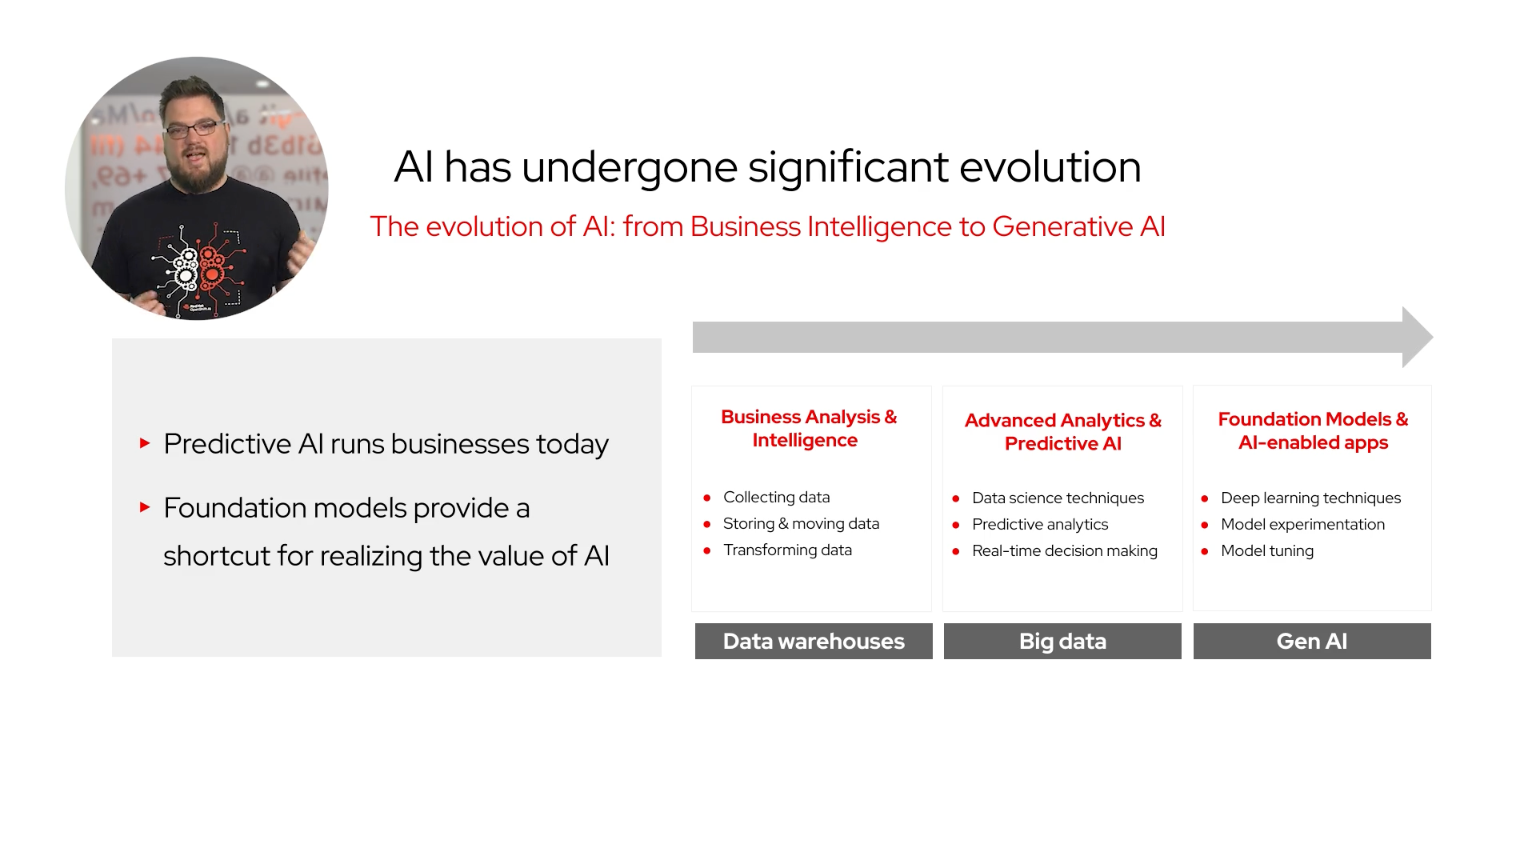 AI has undergone significant evolution
The evolution of AI: from Business Intelligence to Generative AI
Predictive AI runs businesses today
Foundation models provide a
shortcut for realizing the value of AI
Business Analysis &
Intelligence
Collecting data
Storing & moving data
Transforming data
Data warehouses
Advanced Analytics &
Predictive AI
Data science techniques
Predictive analytics
Real-time decision making
Big data
Foundation Models &
AI-enabled apps
Deep learning techniques
Model experimentation
Model tuning
Gen AI